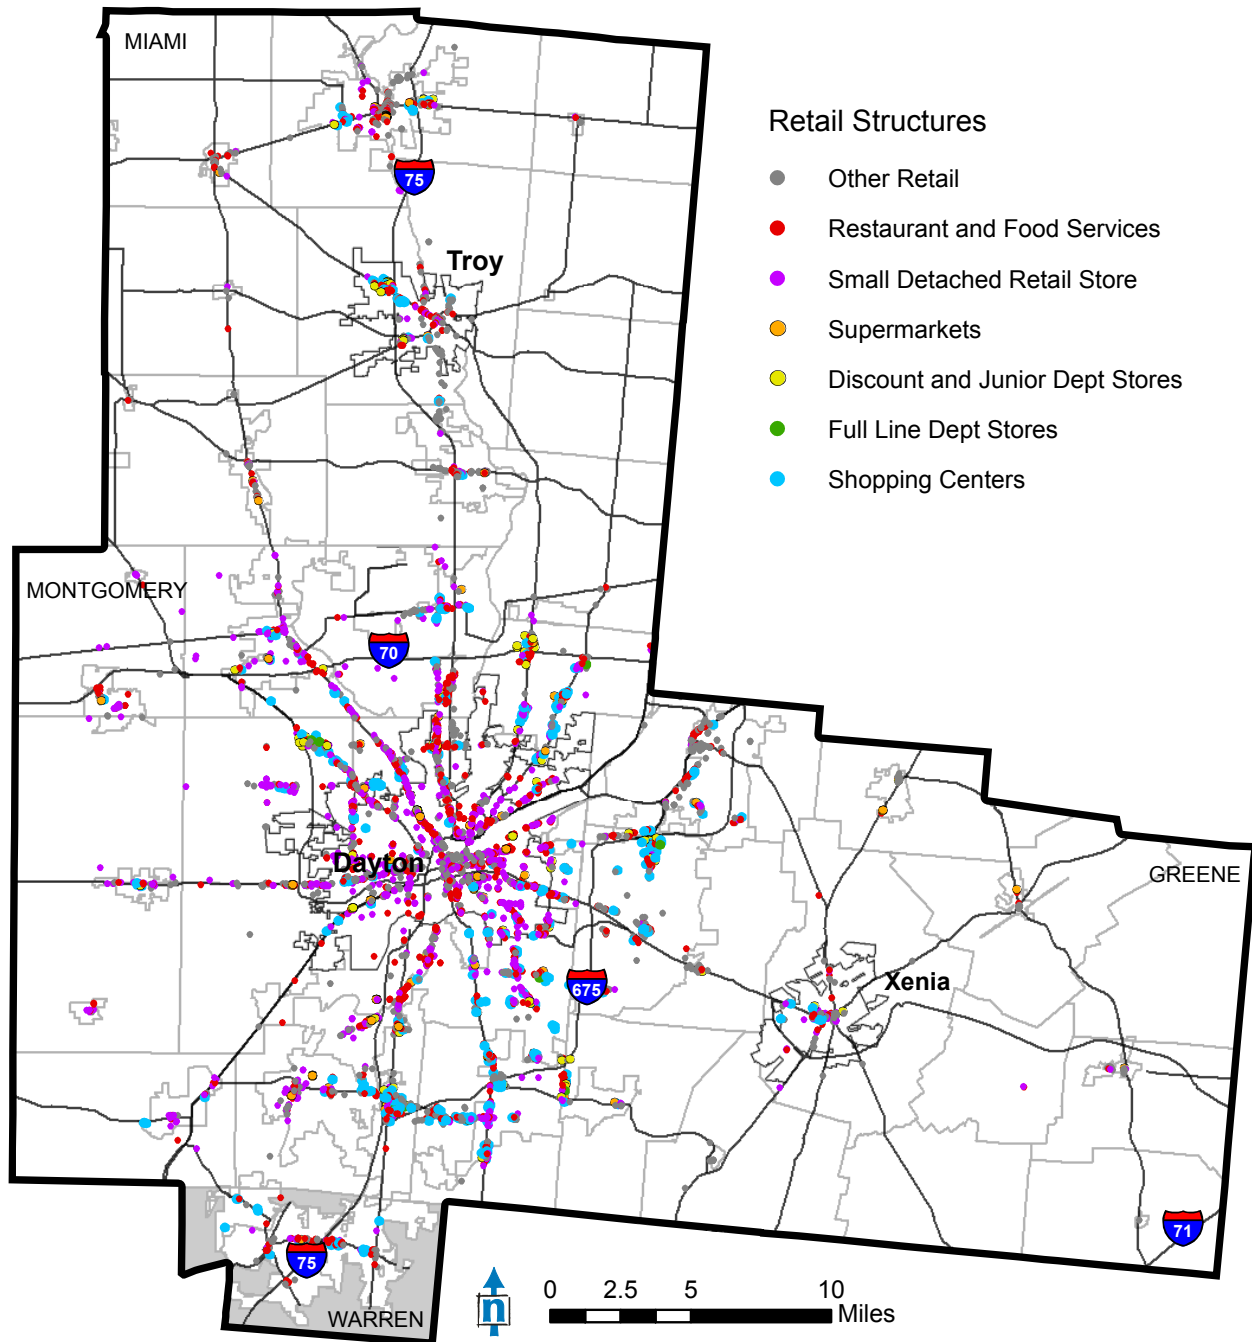 MIAMI
Retail Structures
Other Retail
Restaurant and Food Services
Small Detached Retail Store
Supermarkets
Discount and Junior Dept Stores
Full Line Dept Stores
Shopping Centers
75
Troy
MONTGOMERY
70
Dayton
GREENE
675
Xenia
71
75
WARREN
n
0 2.5 5 10
Miles